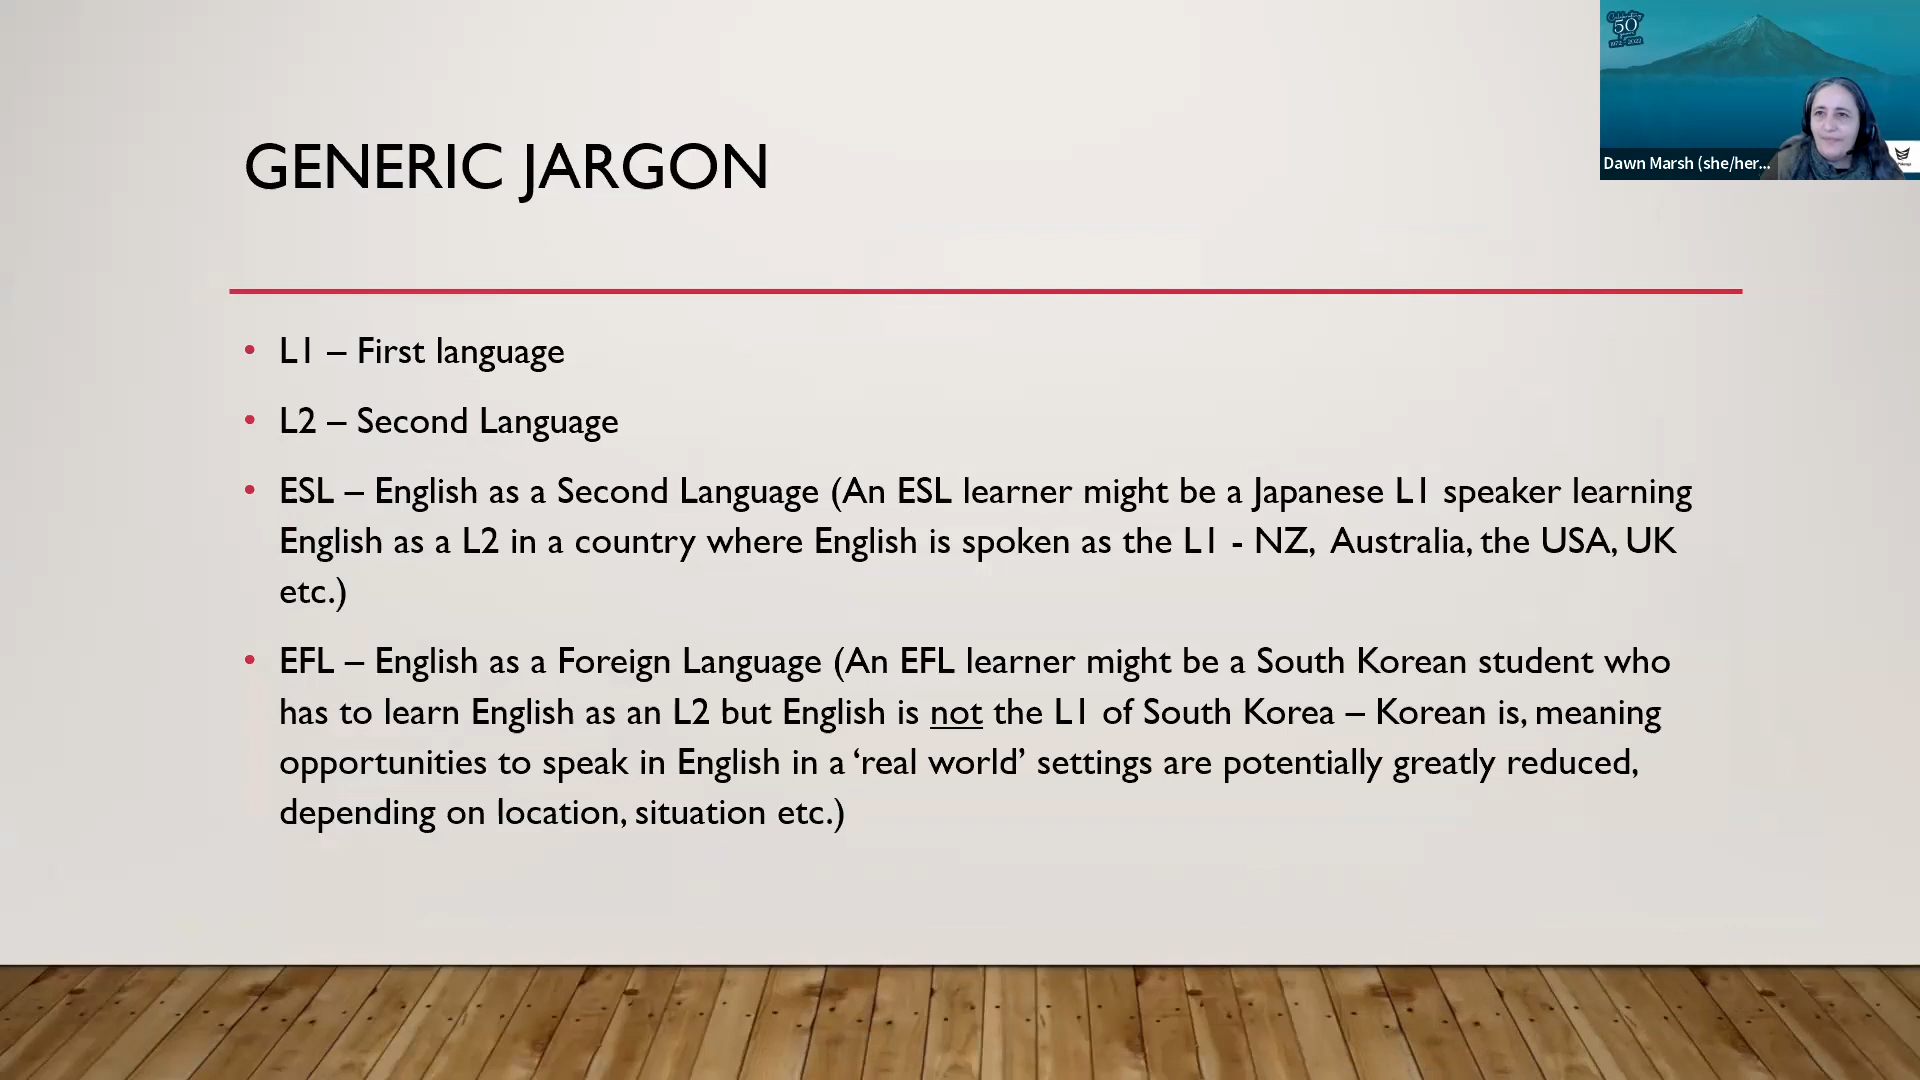 Celebrating
50
1972 - 2022
Dawn Marsh (she/her...
GENERIC JARGON
• L1 – First language
• L2 – Second Language
• ESL – English as a Second Language (An ESL learner might be a Japanese L1 speaker learning
English as a L2 in a country where English is spoken as the L1 - NZ, Australia, the USA, UK
etc.)
• EFL – English as a Foreign Language (An EFL learner might be a South Korean student who
has to learn English as an L2 but English is not the L1 of South Korea – Korean is, meaning
opportunities to speak in English in a ‘real world’ settings are potentially greatly reduced,
depending on location, situation etc.)